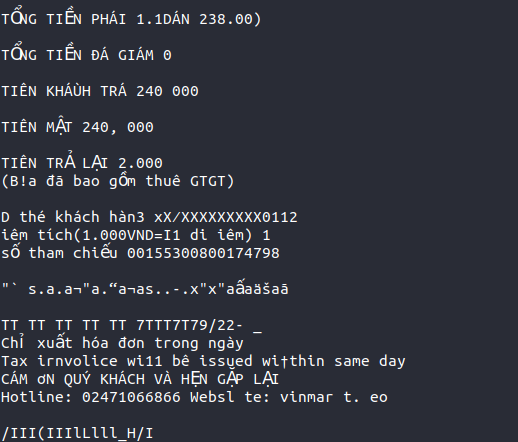 TỔNG TIỀN PHÁI 1.1DÁN 238.00)
TỔNG TIỀN ĐÁ GIÁM 0
TIÊN KHÁÙH TRÁ 240 000
TIÊN MẬT 240, 000
TIÊN TRẢ LẠI 2.000
(B!a đã bao gồm thuê GTGT)
D thé khách hàn3 xX/XXXXXXXXX0112
iêm tích(1.000VND=I1 di iêm) 1
số tham chiếu 00155300800174798
"` s.a.a¬"a.“a¬as..-.x"x"aấaäšaā
TT TT TT TT TT 7TTT7T79/22- _
Chỉ xuất hóa đơn trong ngày
Tax irnvolice wi11 bê issued wi†thin same day
CÁM ơN QUÝ KHÁCH VÀ HẸN GẶP LẠI
Hotline: 02471066866 Websl te: vinmar t. eo
/III(IIIlLlll_H/I